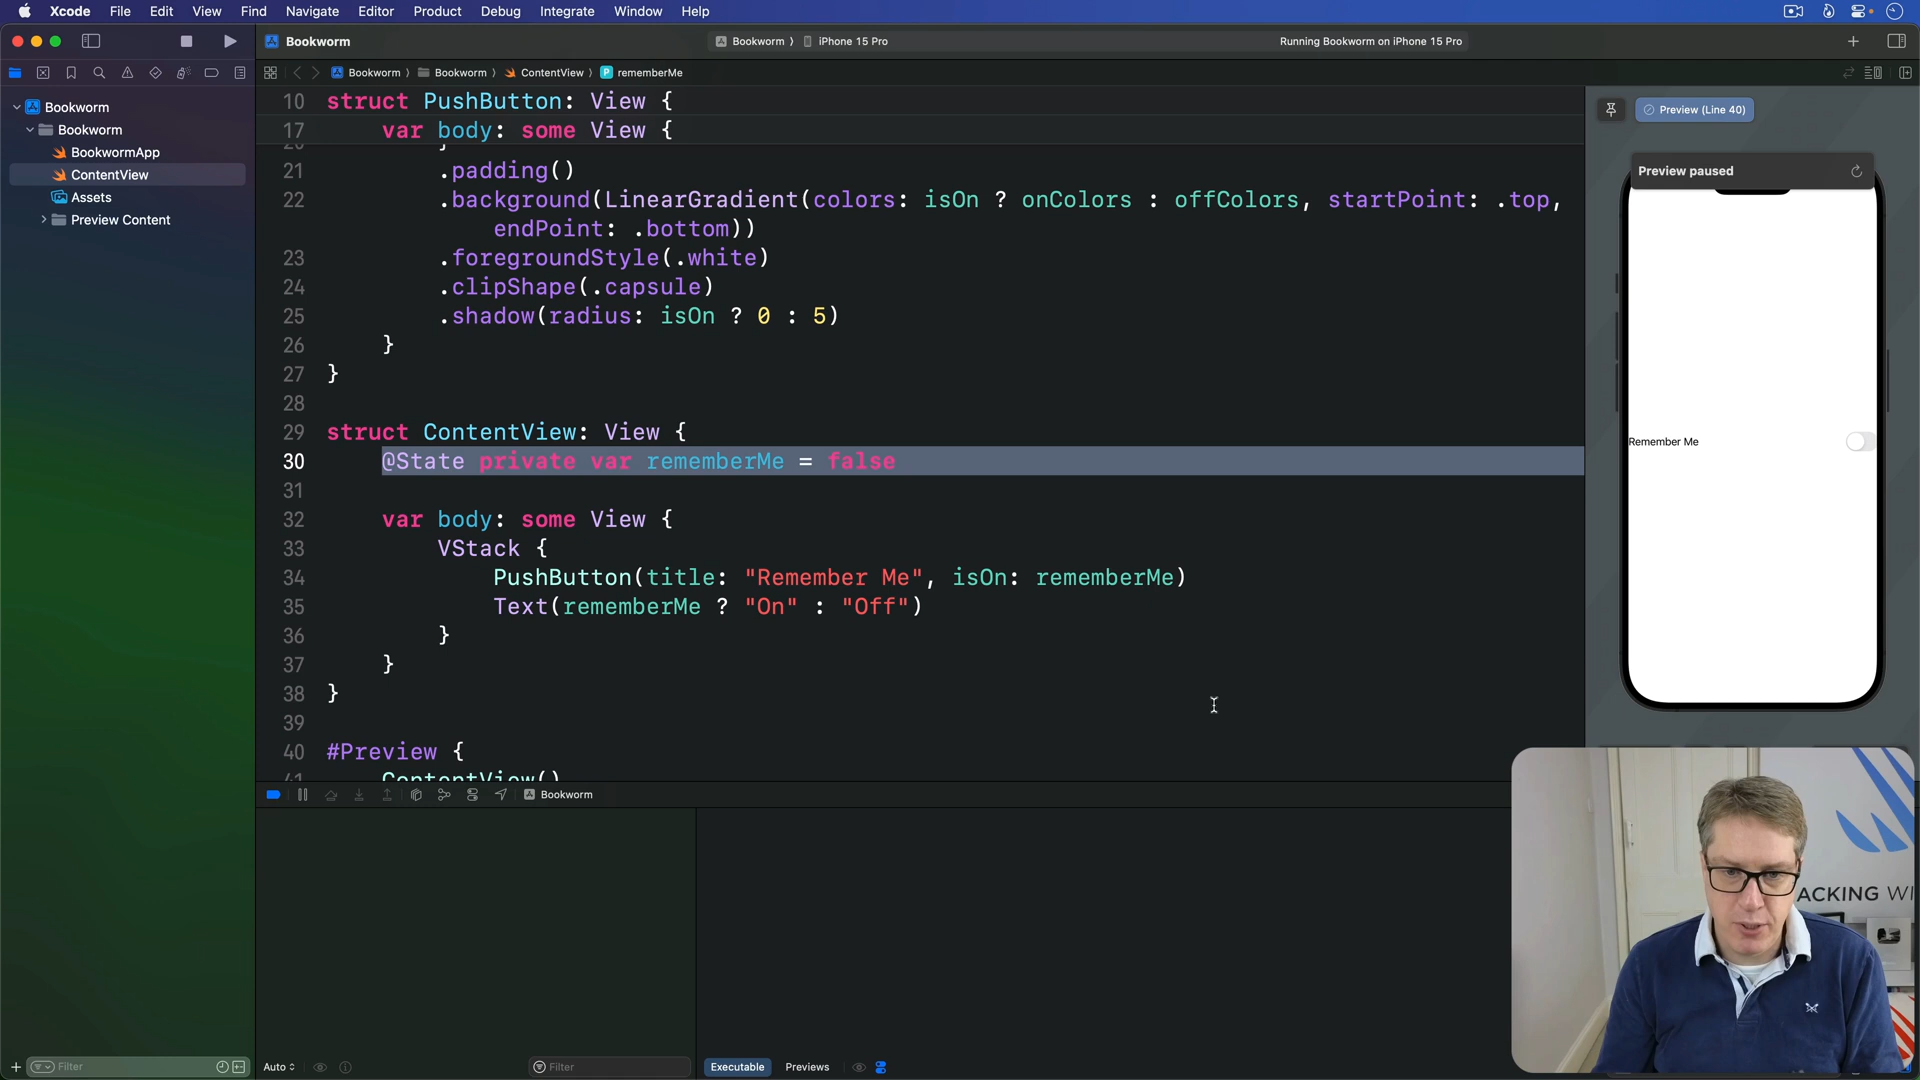 Xcode File Edit View Find Navigate Editor Product Debug Integrate Window Help
Bookworm
Bookworm 〉 iPhone 15 Pro
Running Bookworm on iPhone 15 Pro
Bookworm 〉 Bookworm 〉 ContentView 〉 P rememberMe
Bookworm
Bookworm
BookwormApp
ContentView
Assets
Preview Content
10 struct PushButton: View {
17 var body: some View {
20 }
21 .padding()
22 .background(LinearGradient(colors: isOn ? onColors : offColors, startPoint: .top,
endPoint: .bottom))
23 .foregroundStyle(.white)
24 .clipShape(.capsule)
25 .shadow(radius: isOn ? 0 : 5)
26 }
27 }
28
29 struct ContentView: View {
30 @State private var rememberMe = false
31
32 var body: some View {
33 VStack {
34 PushButton(title: "Remember Me", isOn: rememberMe)
35 Text(rememberMe ? "On" : "Off")
36 }
37 }
38 }
39
40 #Preview {
41 ContentView()
Preview (Line 40)
Preview paused
Remember Me
Bookworm
ACKING WI
Filter
Auto
Filter
Executable Previews